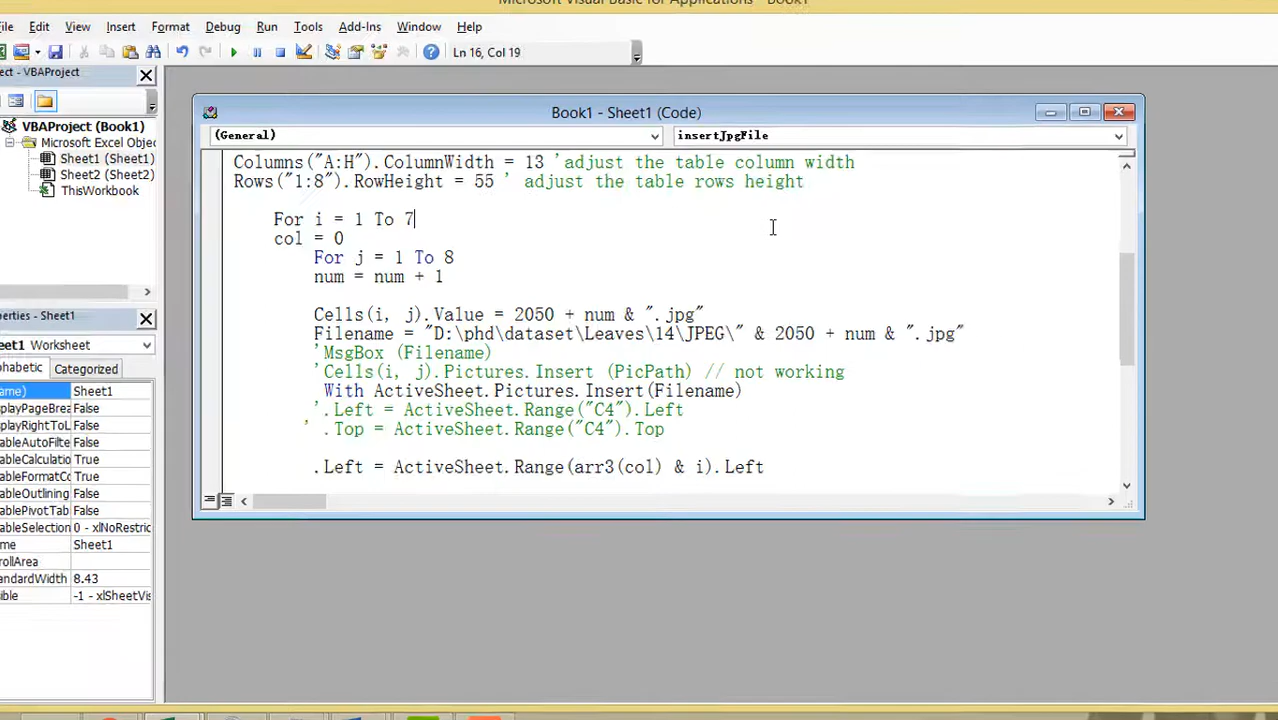 Microsoft Visual Basic for Applications - Book1
File Edit View Insert Format Debug Run Tools Add-Ins Window Help
Ln 16, Col 19
ect - VBAProject
VBAProject (Book1)
Microsoft Excel Objec
Sheet1 (Sheet1)
Sheet2 (Sheet2)
ThisWorkbook
perties - Sheet1
eet1 Worksheet
phabetic Categorized
ame) Sheet1
playPageBrea False
playRightToL False
ableAutoFilte False
ableCalculatio True
ableFormatCo True
ableOutlining False
ablePivotTab False
ableSelection 0 - xlNoRestric
me Sheet1
rollArea
andardWidth 8.43
ible -1 - xlSheetVis
Book1 - Sheet1 (Code)
(General) insertJpgFile
Columns("A:H").ColumnWidth = 13 'adjust the table column width
Rows("1:8").RowHeight = 55 ' adjust the table rows height
For i = 1 To 7
col = 0
For j = 1 To 8
num = num + 1
Cells(i, j).Value = 2050 + num & ".jpg"
Filename = "D:\phd\dataset\Leaves\14\JPEG\" & 2050 + num & ".jpg"
'MsgBox (Filename)
'Cells(i, j).Pictures.Insert (PicPath) // not working
With ActiveSheet.Pictures.Insert(Filename)
'.Left = ActiveSheet.Range("C4").Left
' .Top = ActiveSheet.Range("C4").Top
.Left = ActiveSheet.Range(arr3(col) & i).Left